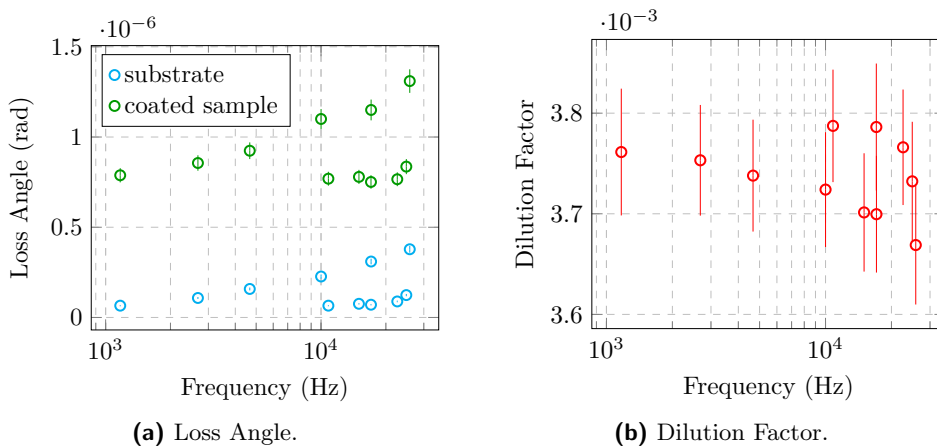 ·10⁻⁶
1.5
1
0.5
0
Loss Angle (rad)
substrate
coated sample
10³
10⁴
Frequency (Hz)
(a) Loss Angle.
·10⁻³
3.8
3.7
3.6
Dilution Factor
10³
10⁴
Frequency (Hz)
(b) Dilution Factor.